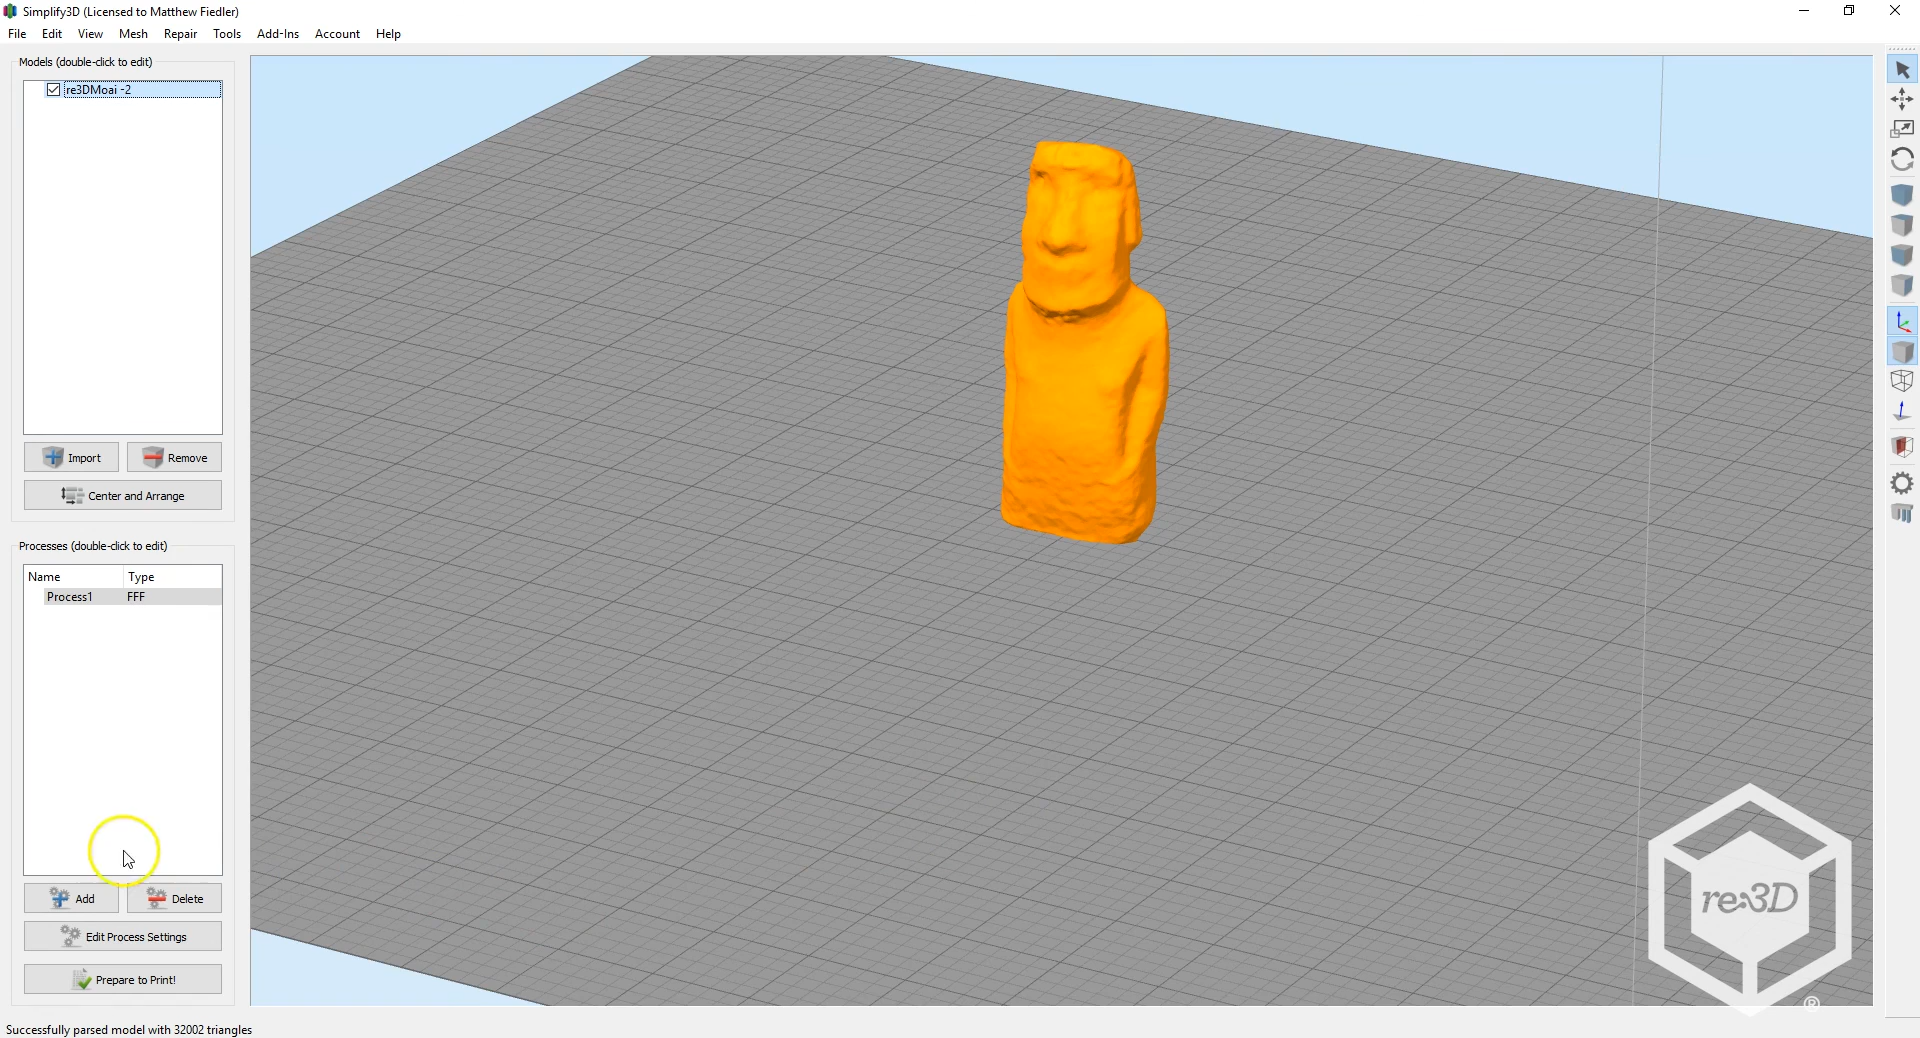 Simplify3D (Licensed to Matthew Fiedler)
File Edit View Mesh Repair Tools Add-Ins Account Help
Models (double-click to edit)
re3DMoai -2
Import Remove
Center and Arrange
Processes (double-click to edit)
Name Type
Process1 FFF
Add Delete
Edit Process Settings
Prepare to Print!
re:3D
®
Successfully parsed model with 32002 triangles